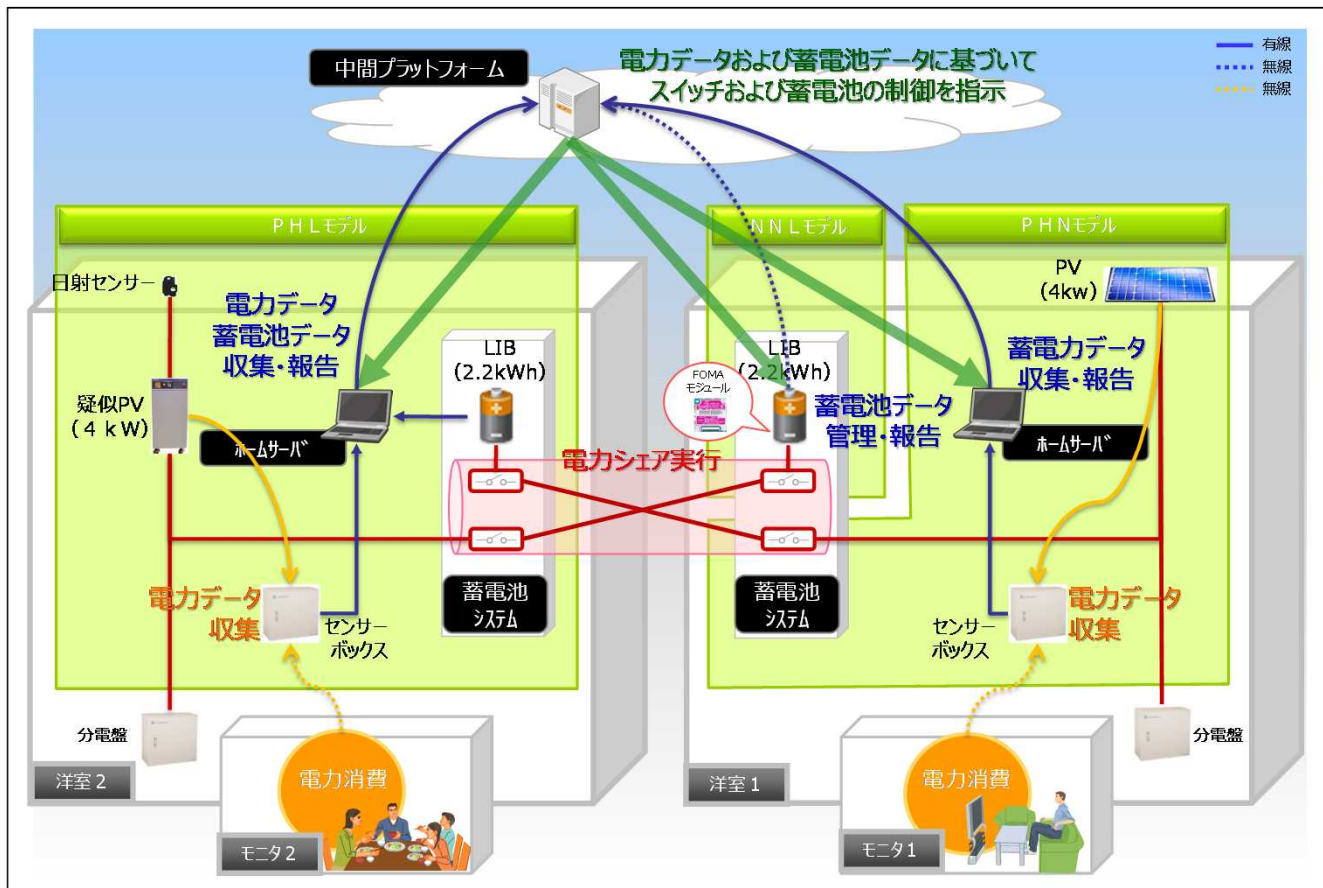 中間プラットフォーム
電力データおよび蓄電池データに基づいて
スイッチおよび蓄電池の制御を指示
有線
無線
無線
ＰＨＬモデル
日射センサー
電力データ
蓄電池データ
収集・報告
LIB
(2.2kWh)
疑似PV
(４ｋＷ)
ホームサーバ
電力データ
収集
センサー
ボックス
蓄電池
システム
分電盤
洋室２
電力消費
モニタ２
電力シェア実行
ＮＮＬモデル
ＰＨＮモデル
PV
(4kw)
LIB
(2.2kWh)
FOMA
モジュール
蓄電池データ
管理・報告
蓄電力データ
収集・報告
ホームサーバ
蓄電池
システム
センサー
ボックス
電力データ
収集
分電盤
洋室１
電力消費
モニタ１